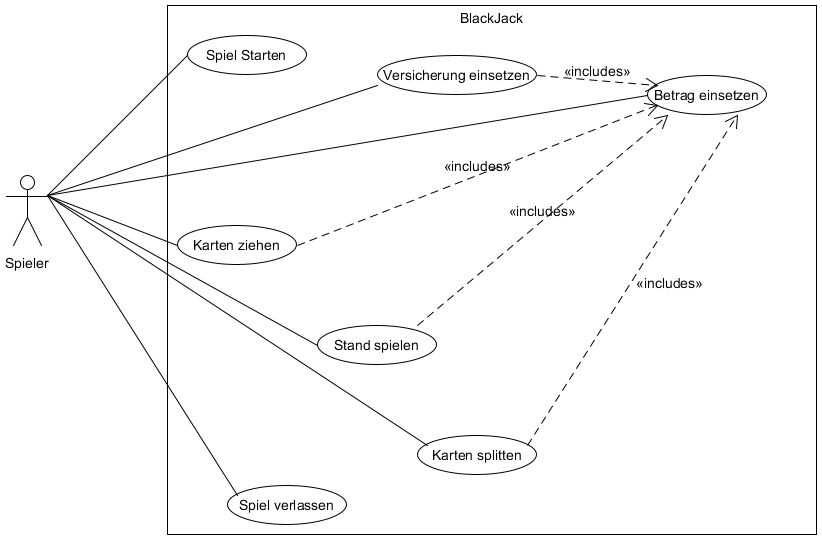 BlackJack
Spiel Starten
Versicherung einsetzen
«includes»
Betrag einsetzen
«includes»
Karten ziehen
«includes»
Spieler
«includes»
Stand spielen
Karten splitten
Spiel verlassen